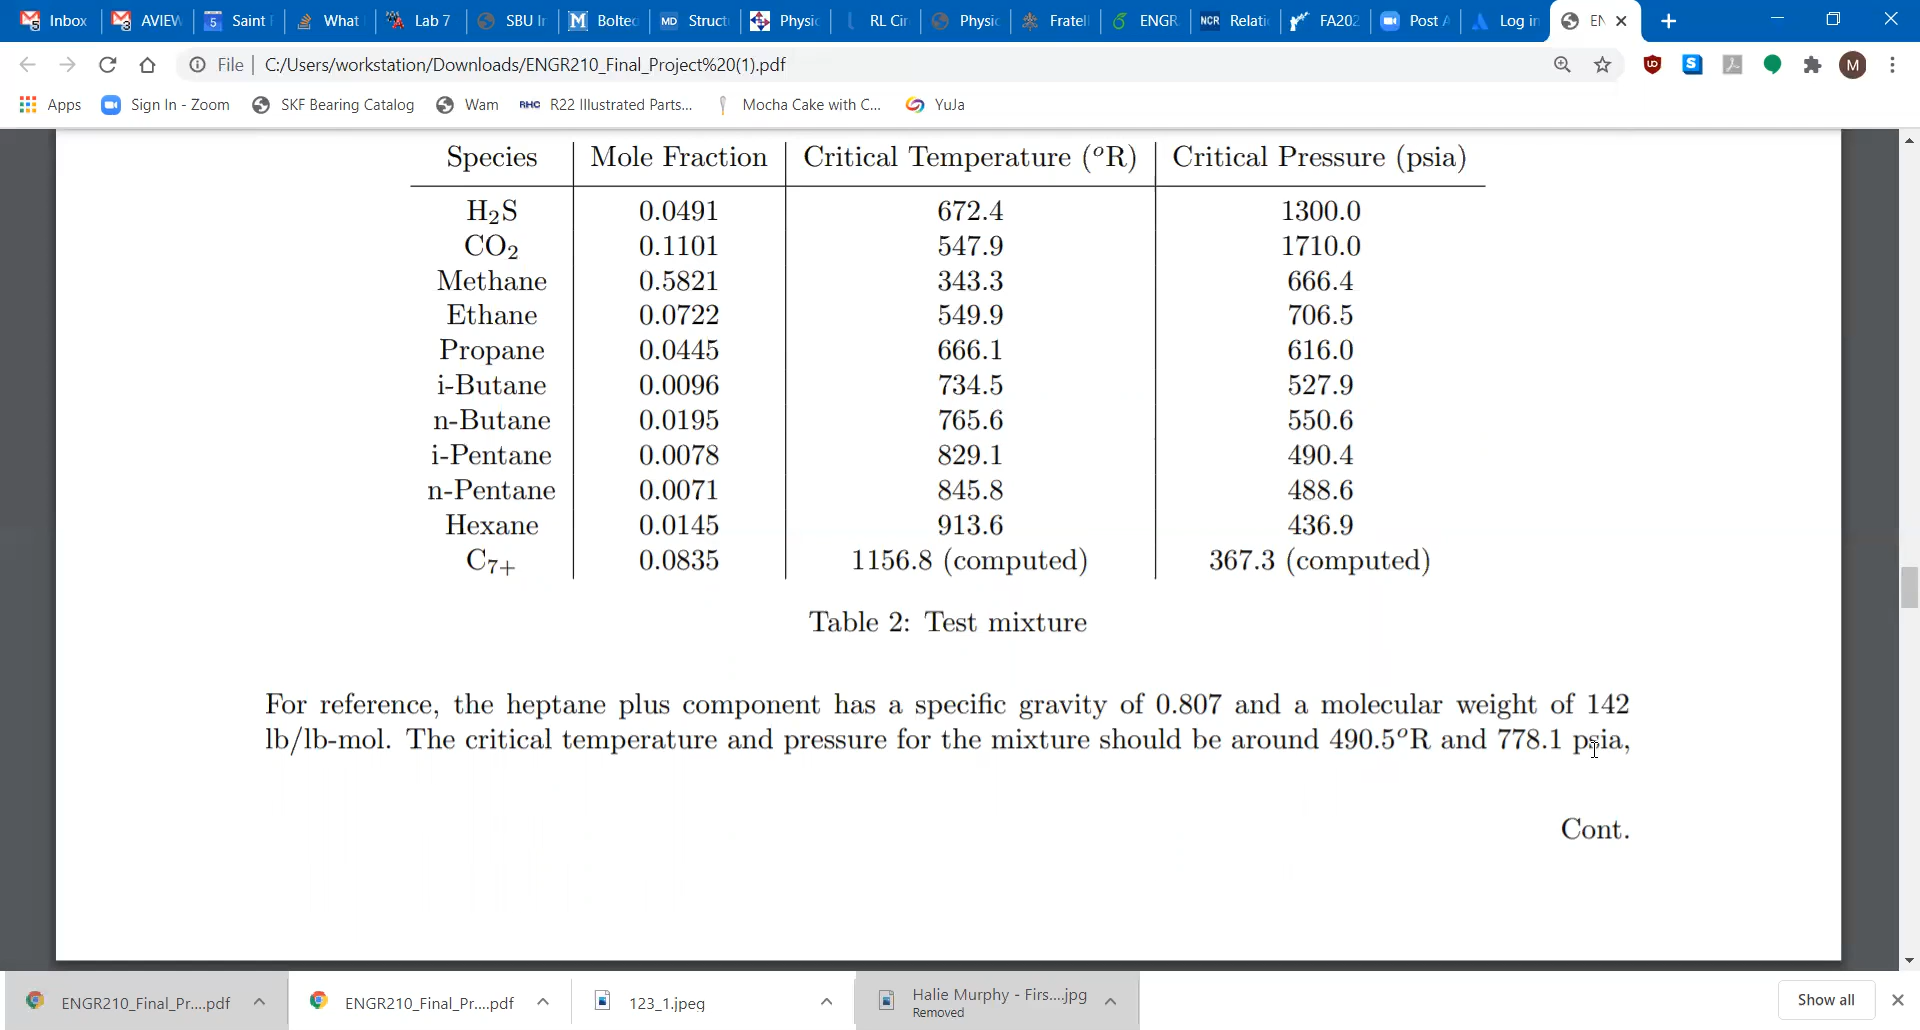 Inbox AVIEW Saint What Lab 7 SBU InBoltec MD Struct Physic RL Cir Physic Fratell ENGR NCR Relati FA202 Post A Log in EN
File C:/Users/workstation/Downloads/ENGR210_Final_Project%20(1).pdf
Apps Sign In - Zoom SKF Bearing Catalog Wam RHC R22 Illustrated Parts... Mocha Cake with C... YuJa
Species Mole Fraction Critical Temperature (ºR) Critical Pressure (psia)
H₂S 0.0491 672.4 1300.0
CO₂ 0.1101 547.9 1710.0
Methane 0.5821 343.3 666.4
Ethane 0.0722 549.9 706.5
Propane 0.0445 666.1 616.0
i-Butane 0.0096 734.5 527.9
n-Butane 0.0195 765.6 550.6
i-Pentane 0.0078 829.1 490.4
n-Pentane 0.0071 845.8 488.6
Hexane 0.0145 913.6 436.9
C₇₊ 0.0835 1156.8 (computed) 367.3 (computed)
Table 2: Test mixture
For reference, the heptane plus component has a specific gravity of 0.807 and a molecular weight of 142
lb/lb-mol. The critical temperature and pressure for the mixture should be around 490.5ºR and 778.1 psia,
Cont.
ENGR210_Final_Pr....pdf ENGR210_Final_Pr....pdf 123_1.jpeg Halie Murphy - Firs....jpg Show all
Removed